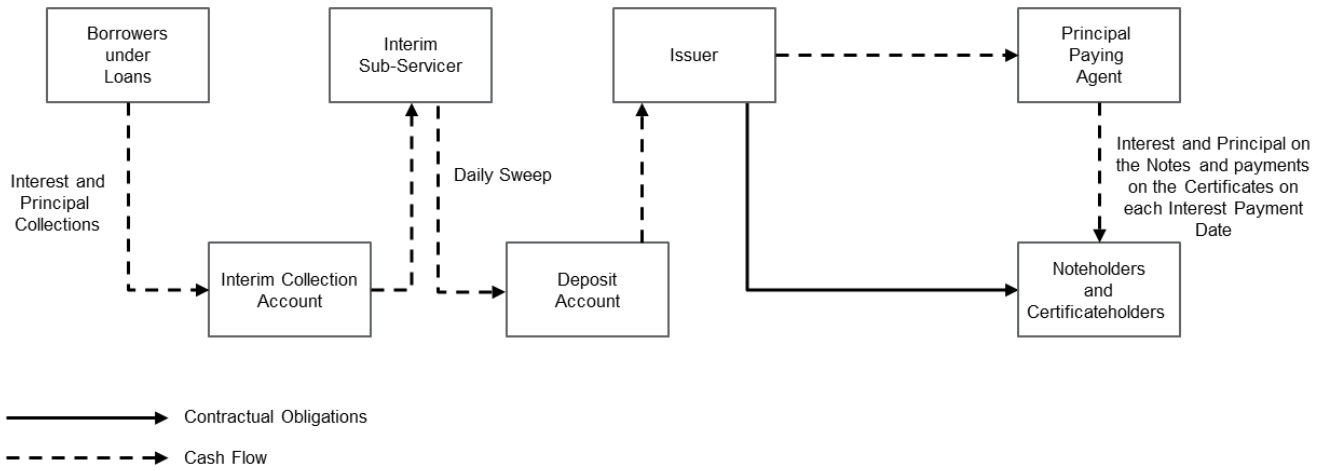 Borrowers
under
Loans
Interim
Sub-Servicer
Issuer
Principal
Paying
Agent
Interest and
Principal
Collections
Daily Sweep
Interest and Principal on
the Notes and payments
on the Certificates on
each Interest Payment
Date
Interim Collection
Account
Deposit
Account
Noteholders
and
Certificateholders
Contractual Obligations
Cash Flow